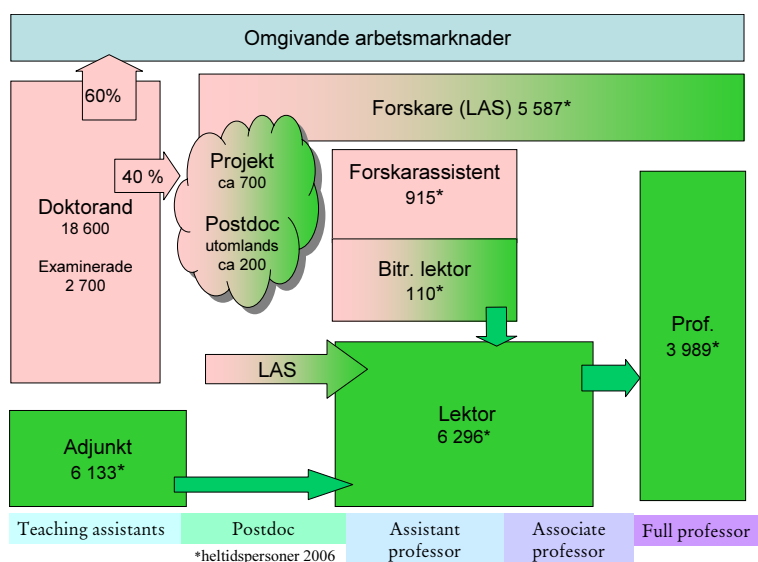 Omgivande arbetsmarknader
60%
Forskare (LAS) 5 587*
40 %
Projekt
ca 700
Postdoc
utomlands
ca 200
Forskarassistent
915*
Doktorand
18 600
Examinerade
2 700
Bitr. lektor
110*
Prof.
3 989*
LAS
Lektor
6 296*
Adjunkt
6 133*
Teaching assistants
Postdoc
Assistant
professor
Associate
professor
Full professor
*heltidspersoner 2006